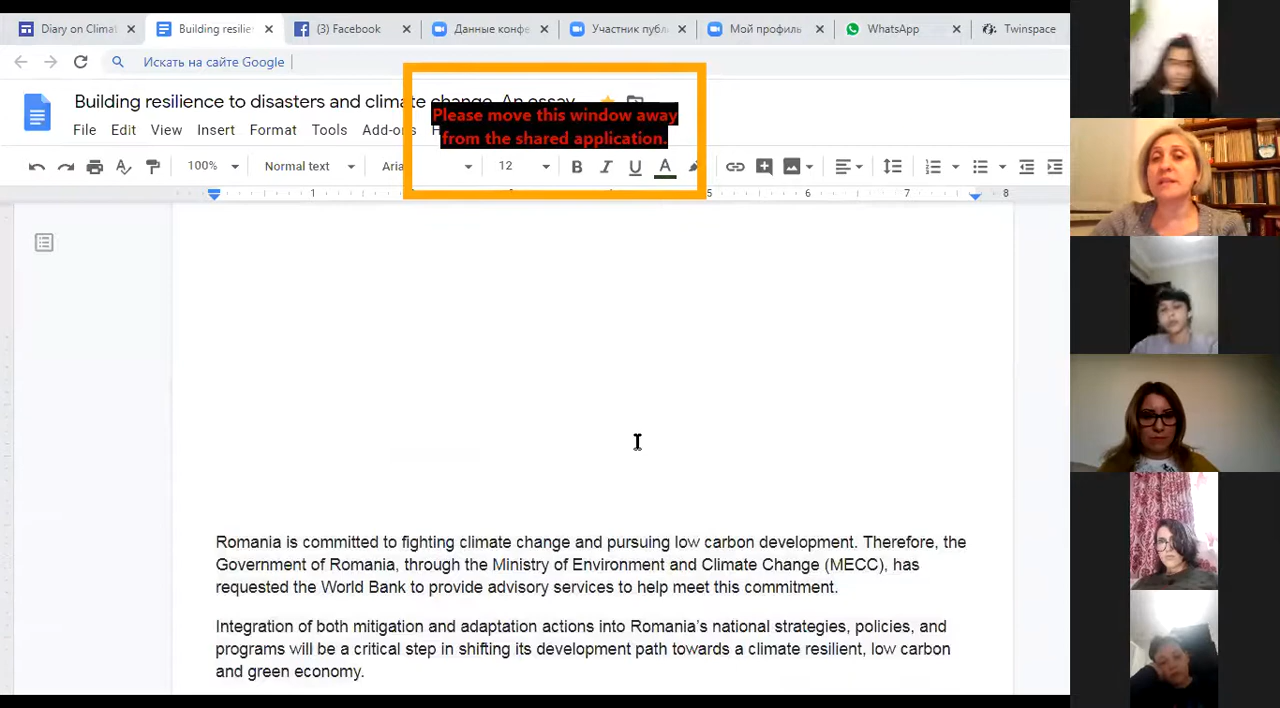 Diary on Climat
Building resilie
(3) Facebook
Данные конфе
Участник публ
Мой профиль
WhatsApp
Twinspace
Искать на сайте Google
Building resilience to disasters and climate change. An essay
Please move this window away
from the shared application.
File Edit View Insert Format Tools Add-ons
100% Normal text Aria 12 B I U A
1 5 6 7 8
Romania is committed to fighting climate change and pursuing low carbon development. Therefore, the
Government of Romania, through the Ministry of Environment and Climate Change (MECC), has
requested the World Bank to provide advisory services to help meet this commitment.
Integration of both mitigation and adaptation actions into Romania's national strategies, policies, and
programs will be a critical step in shifting its development path towards a climate resilient, low carbon
and green economy.